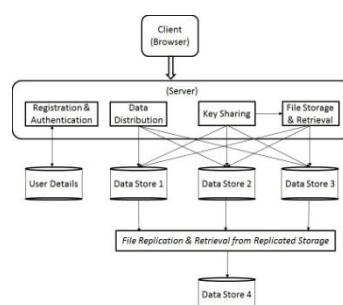 Client
(Browser)
(Server)
Registration &
Authentication
Data
Distribution
Key Sharing
File Storage
& Retrieval
User Details
Data Store 1
Data Store 2
Data Store 3
File Replication & Retrieval from Replicated Storage
Data Store 4